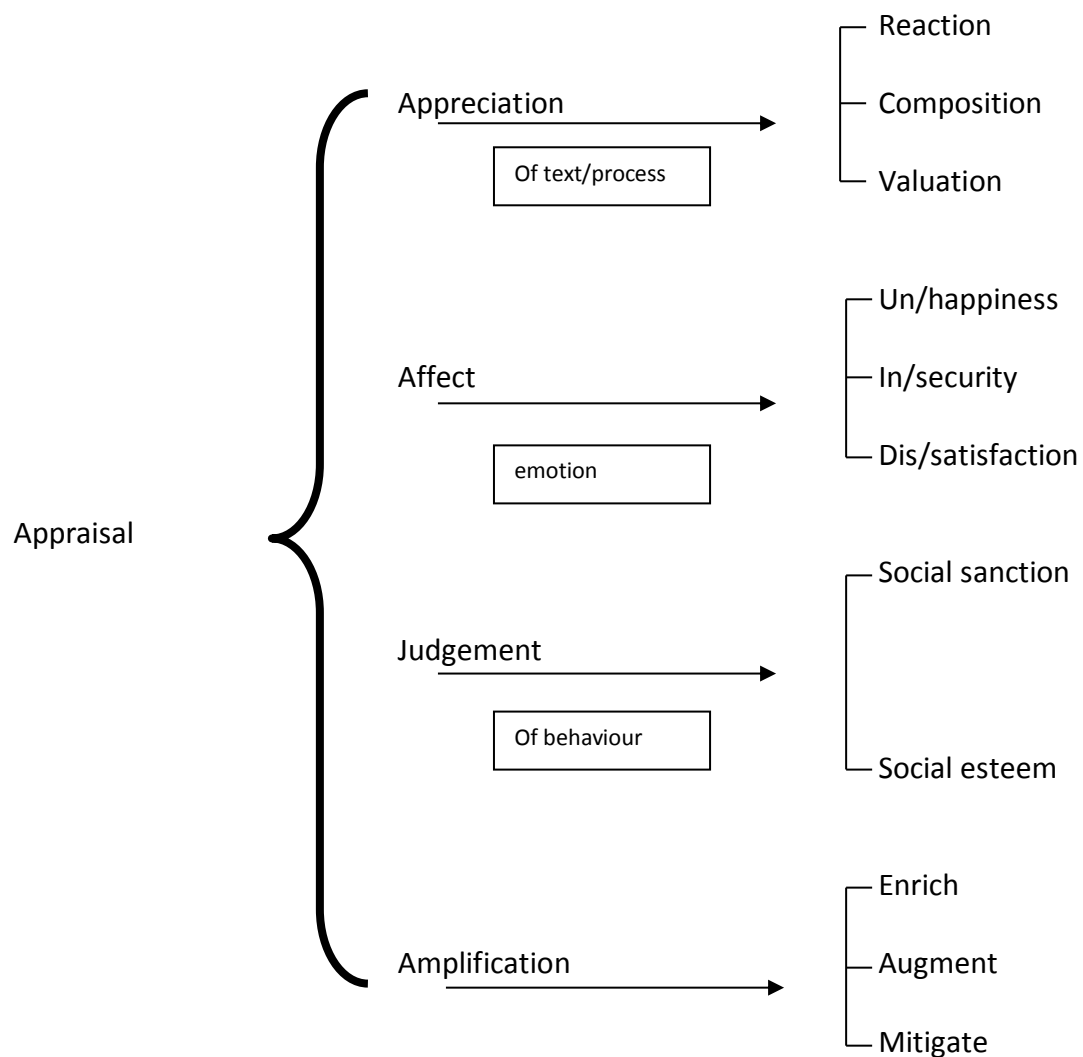 Reaction
Appreciation
Composition
Of text/process
Valuation
Un/happiness
Affect
In/security
emotion
Dis/satisfaction
Appraisal
Social sanction
Judgement
Of behaviour
Social esteem
Enrich
Amplification
Augment
Mitigate